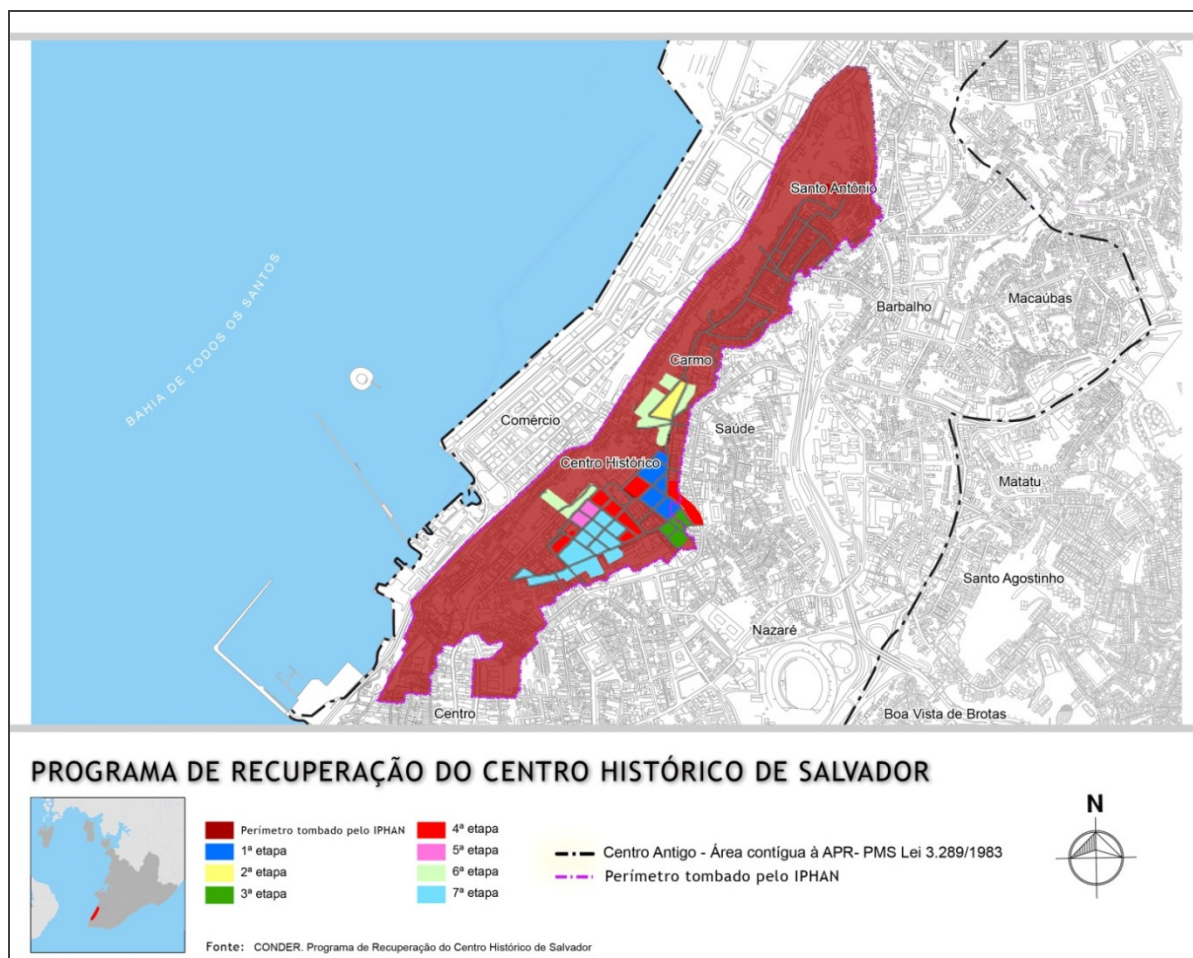 Santo Antônio
Barbalho
Macaúbas
BAHIA DE TODOS OS SANTOS
Carmo
Comércio
Saúde
Centro Histórico
Matatu
Santo Agostinho
Nazaré
Centro
Boa Vista de Brotas
PROGRAMA DE RECUPERAÇÃO DO CENTRO HISTÓRICO DE SALVADOR
Perímetro tombado pelo IPHAN
1ª etapa
2ª etapa
3ª etapa
4ª etapa
5ª etapa
6ª etapa
7ª etapa
Centro Antigo - Área contígua à APR- PMS Lei 3.289/1983
Perímetro tombado pelo IPHAN
N
Fonte: CONDER. Programa de Recuperação do Centro Histórico de Salvador